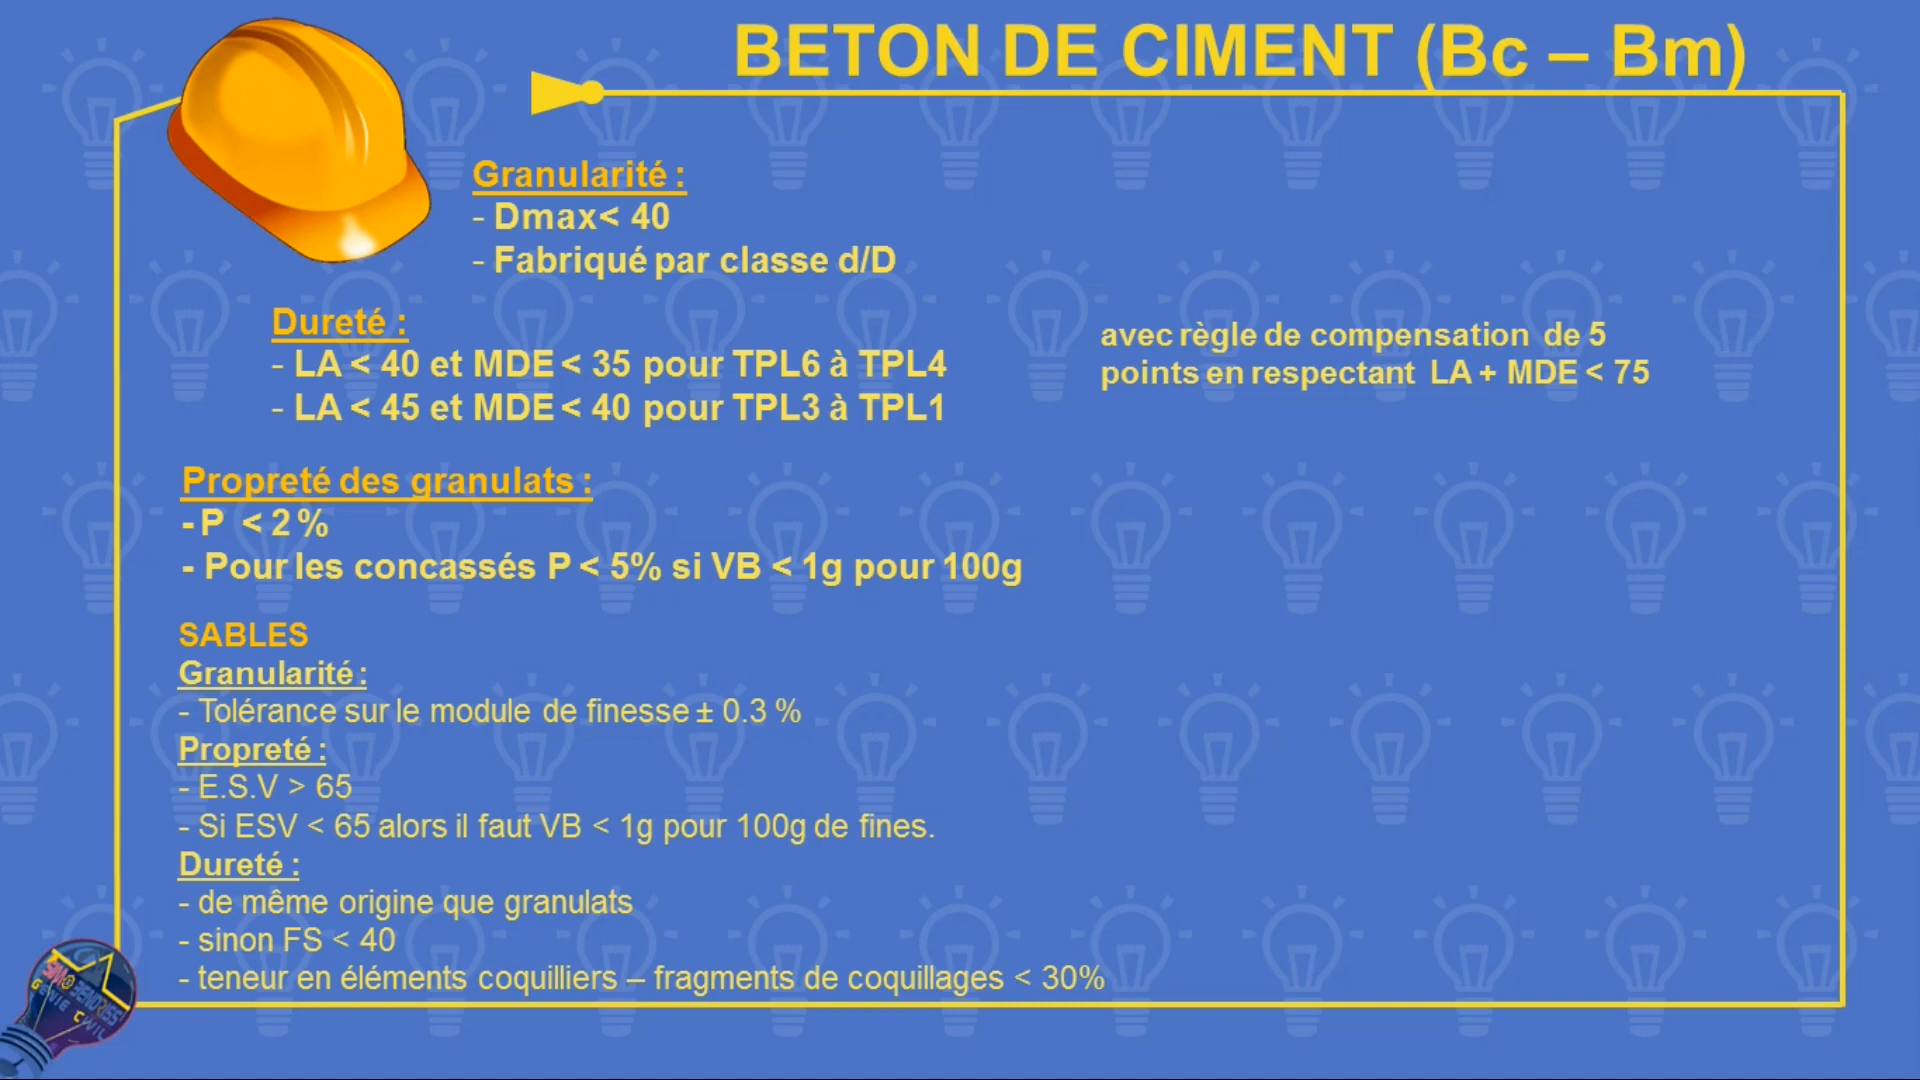 BETON DE CIMENT (Bc – Bm)
Granularité :
- Dmax< 40
- Fabriqué par classe d/D
Dureté :
- LA < 40 et MDE < 35 pour TPL6 à TPL4
- LA < 45 et MDE < 40 pour TPL3 à TPL1
avec règle de compensation de 5
points en respectant LA + MDE < 75
Propreté des granulats :
- P < 2 %
- Pour les concassés P < 5% si VB < 1g pour 100g
SABLES
Granularité :
- Tolérance sur le module de finesse ± 0.3 %
Propreté :
- E.S.V > 65
- Si ESV < 65 alors il faut VB < 1g pour 100g de fines.
Dureté :
- de même origine que granulats
- sinon FS < 40
- teneur en éléments coquilliers – fragments de coquillages < 30%
GENIE CIVIL